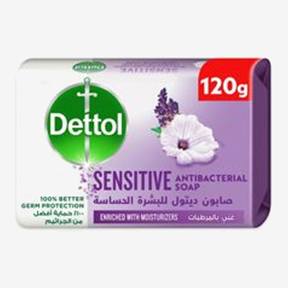 120g
Dettol
SENSITIVE ANTIBACTERIAL SOAP
صابون ديتول للبشرة الحساسة
100% BETTER
GERM PROTECTION
١٠٠٪ حماية أفضل
من الجراثيم
ENRICHED WITH MOISTURIZERS
غني بالمرطبات